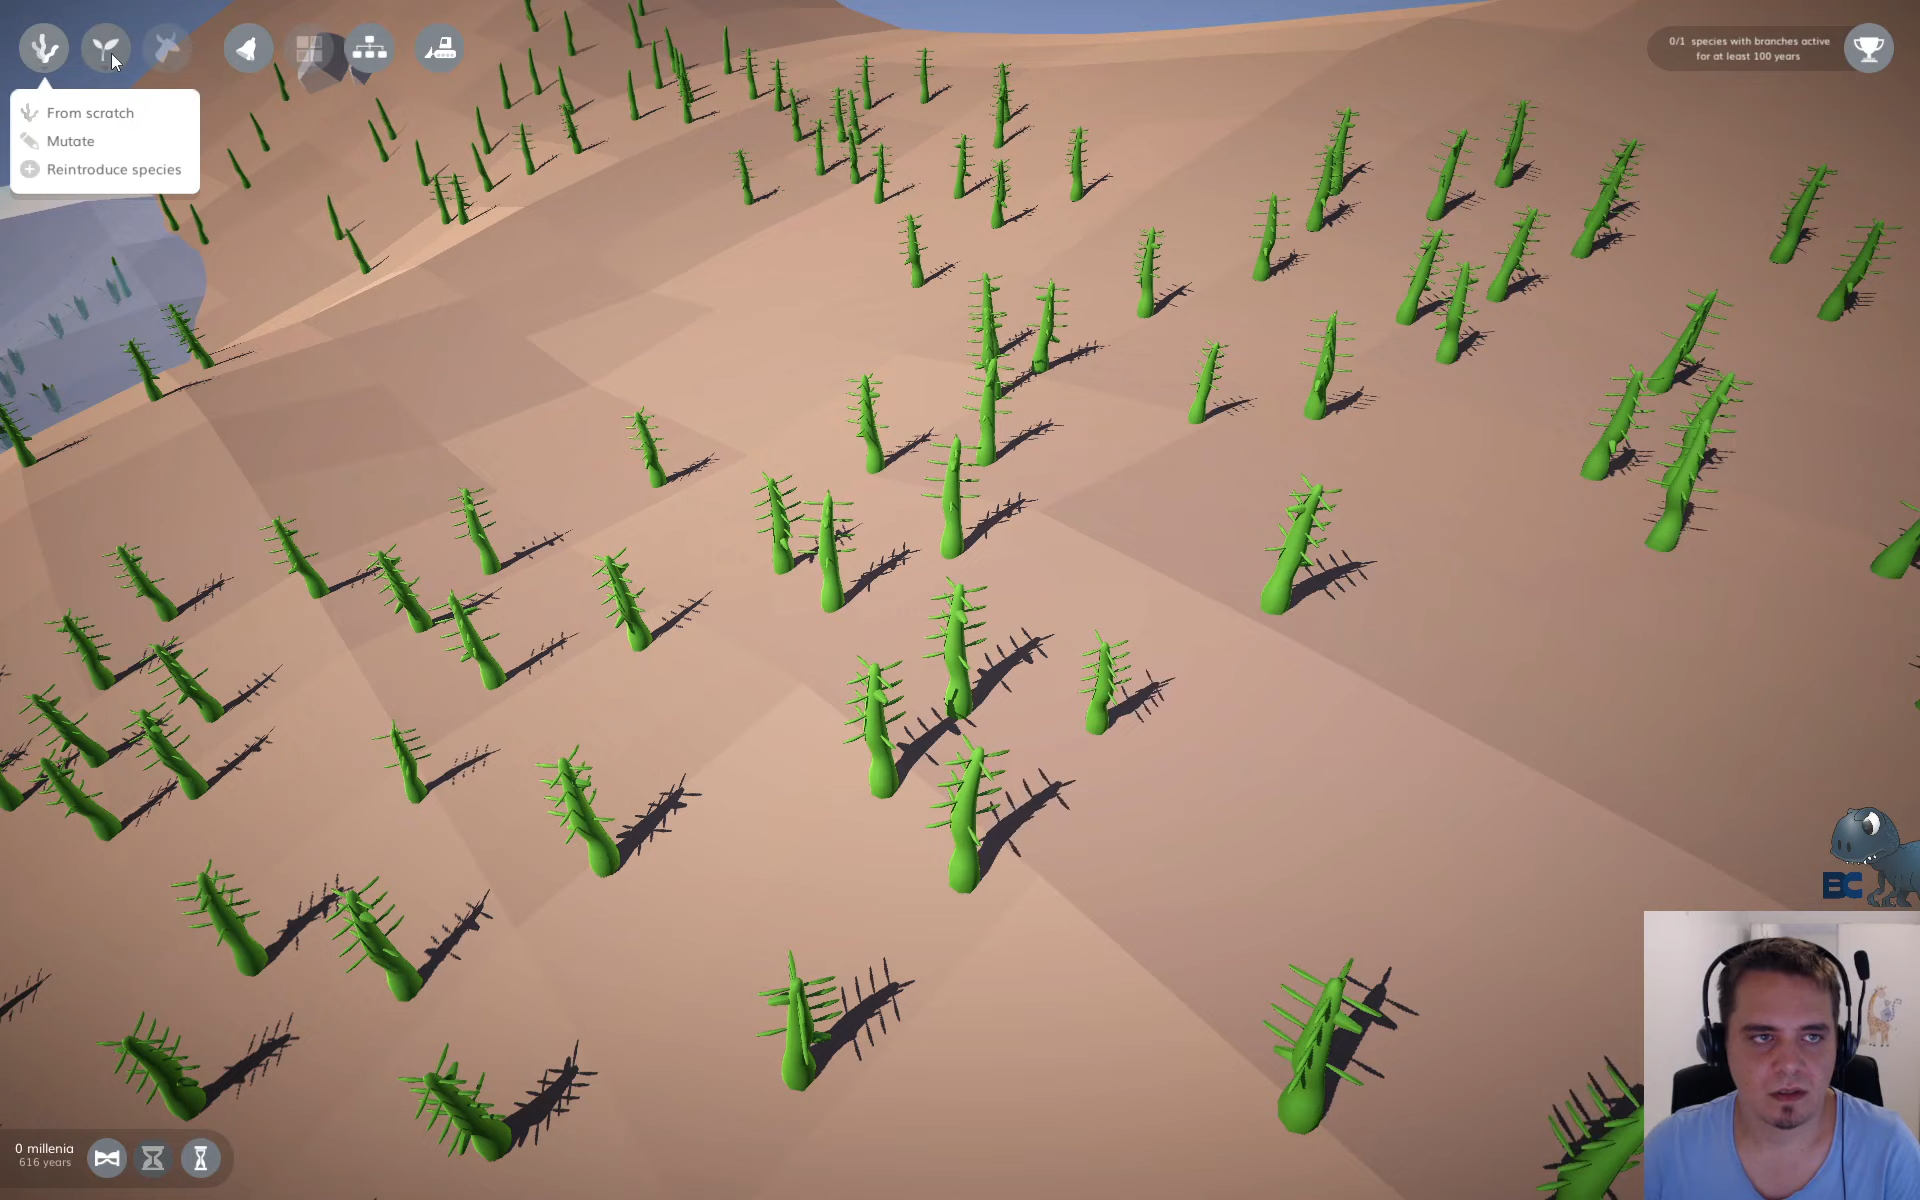 0/1 species with branches active
for at least 100 years
From scratch
Mutate
Reintroduce species
BC
0 millenia
616 years